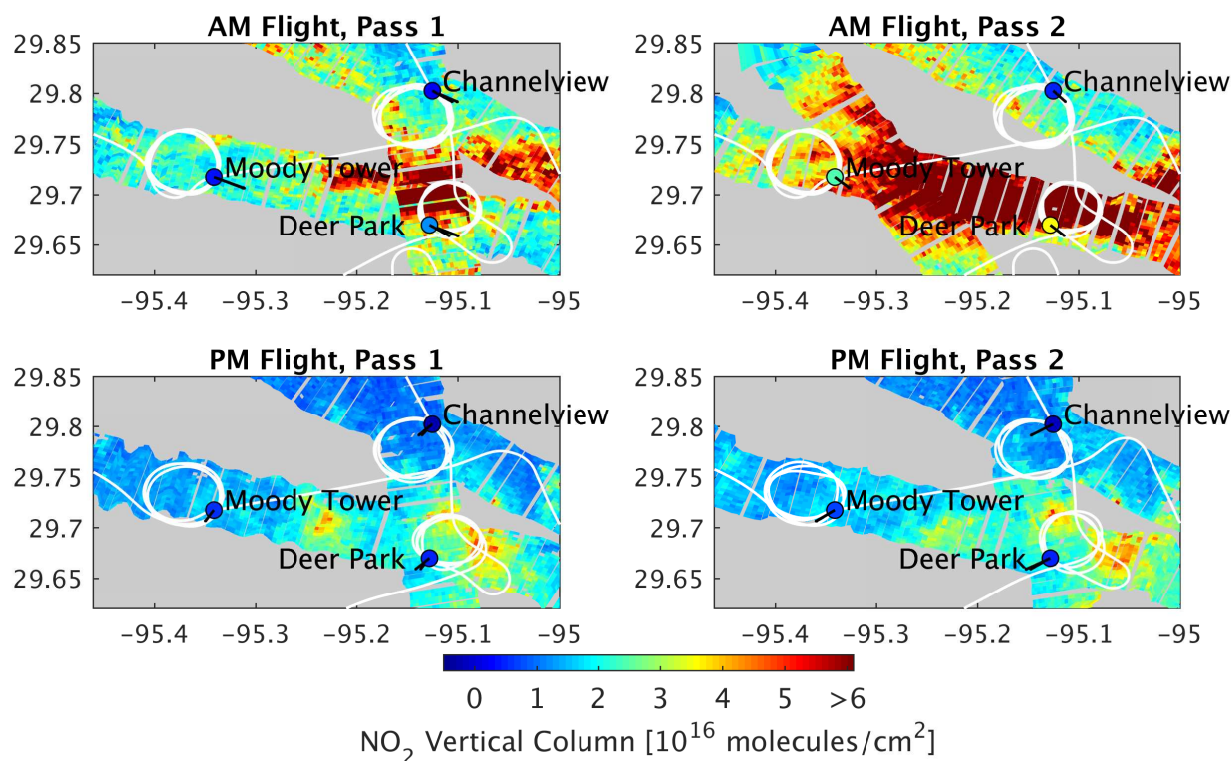 AM Flight, Pass 1
AM Flight, Pass 2
29.85
29.8
29.75
29.7
29.65
Channelview
Moody Tower
Deer Park
−95.4 −95.3 −95.2 −95.1 −95
29.85
29.8
29.75
29.7
29.65
Channelview
Moody Tower
Deer Park
−95.4 −95.3 −95.2 −95.1 −95
PM Flight, Pass 1
PM Flight, Pass 2
29.85
29.8
29.75
29.7
29.65
Channelview
Moody Tower
Deer Park
−95.4 −95.3 −95.2 −95.1 −95
29.85
29.8
29.75
29.7
29.65
Channelview
Moody Tower
Deer Park
−95.4 −95.3 −95.2 −95.1 −95
0 1 2 3 4 5 >6
NO₂ Vertical Column [10¹⁶ molecules/cm²]